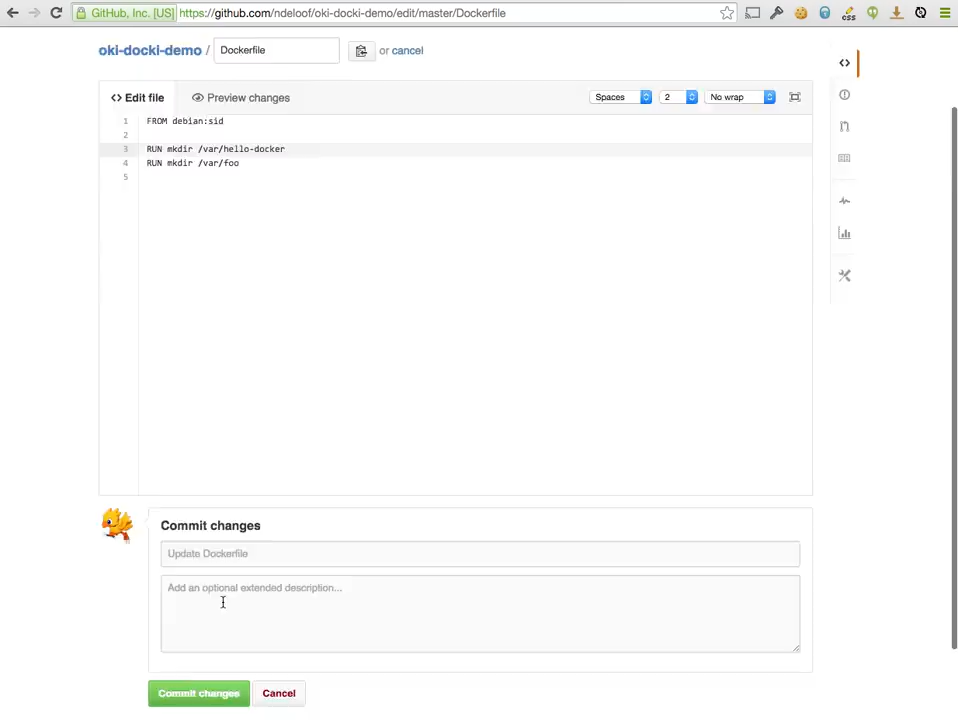 GitHub, Inc. [US] https://github.com/ndeloof/oki-docki-demo/edit/master/Dockerfile
css
oki-docki-demo / Dockerfile or cancel
<> Edit file Preview changes Spaces 2 No wrap
1 FROM debian:sid
2
3 RUN mkdir /var/hello-docker
4 RUN mkdir /var/foo
5
Commit changes
Update Dockerfile
Add an optional extended description...
Commit changes Cancel